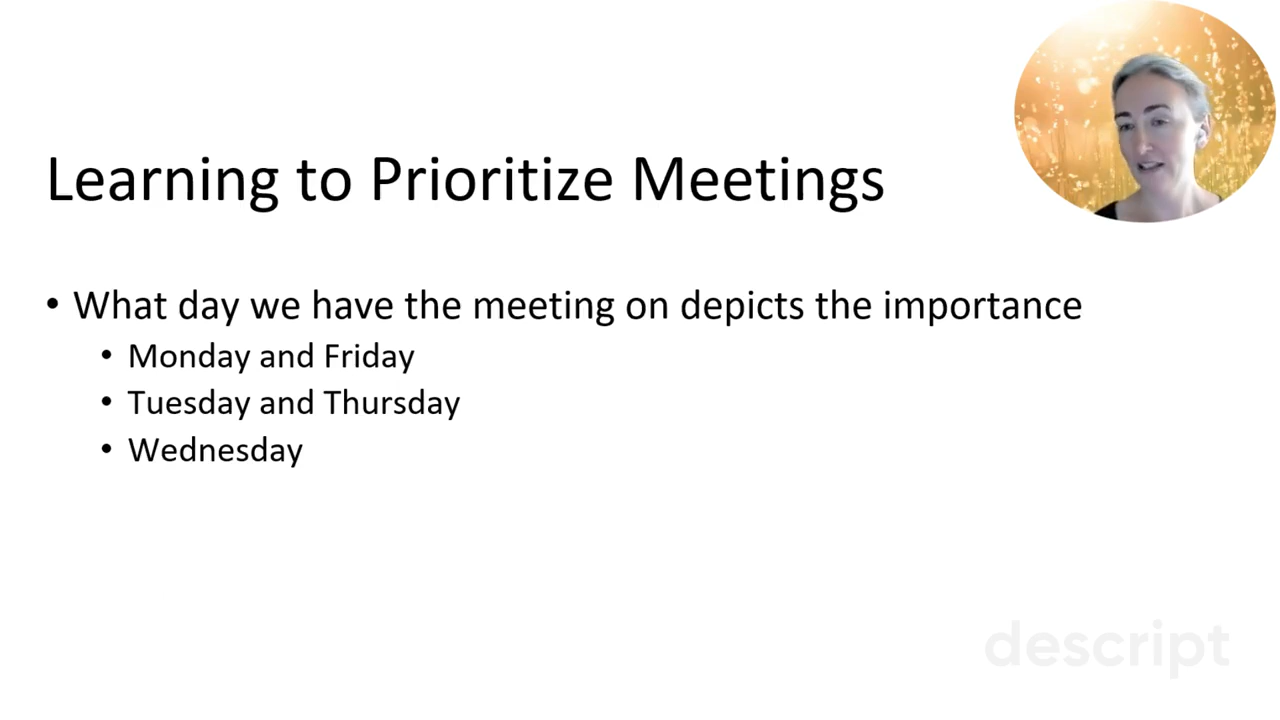 Learning to Prioritize Meetings
• What day we have the meeting on depicts the importance
• Monday and Friday
• Tuesday and Thursday
• Wednesday
descript